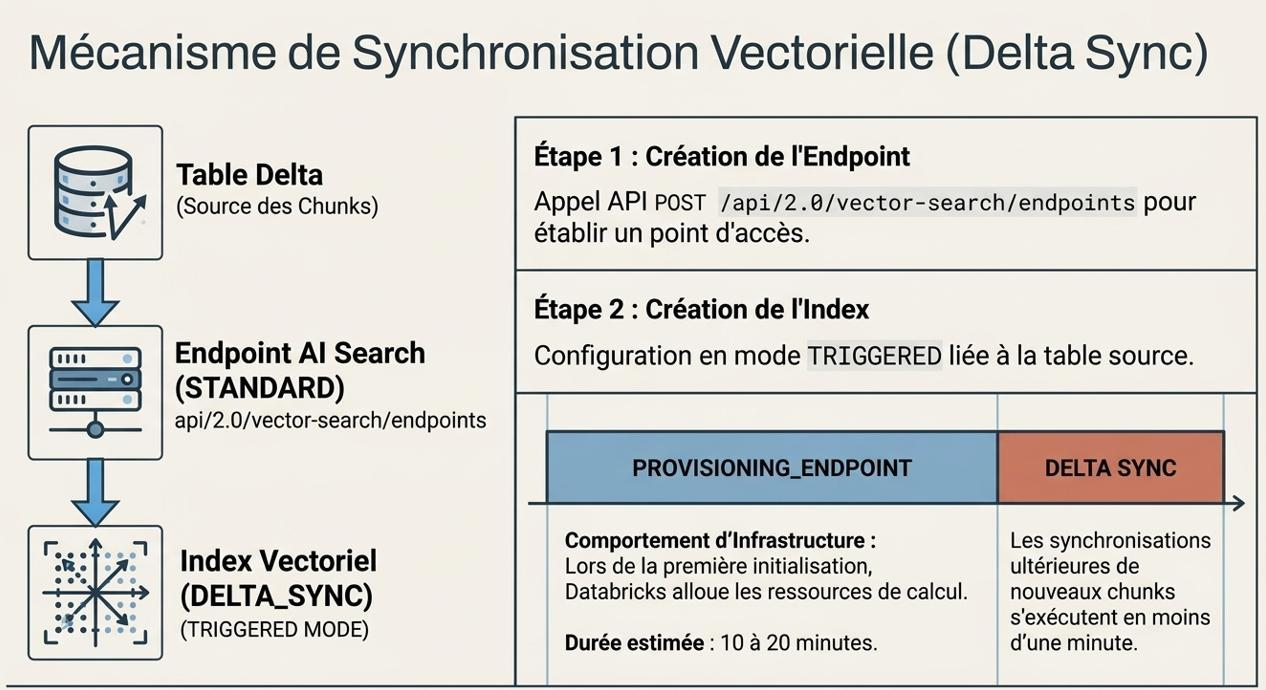 Mécanisme de Synchronisation Vectorielle (Delta Sync)
Table Delta
(Source des Chunks)
Endpoint AI Search
(STANDARD)
api/2.0/vector-search/endpoints
Index Vectoriel
(DELTA_SYNC)
(TRIGGERED MODE)
Étape 1 : Création de l'Endpoint
Appel API POST /api/2.0/vector-search/endpoints pour
établir un point d'accès.
Étape 2 : Création de l'Index
Configuration en mode TRIGGERED liée à la table source.
PROVISIONING_ENDPOINT
DELTA SYNC
Comportement d’Infrastructure :
Lors de la première initialisation,
Databricks alloue les ressources de calcul.
Durée estimée : 10 à 20 minutes.
Les synchronisations
ultérieures de
nouveaux chunks
s'exécutent en moins
d’une minute.